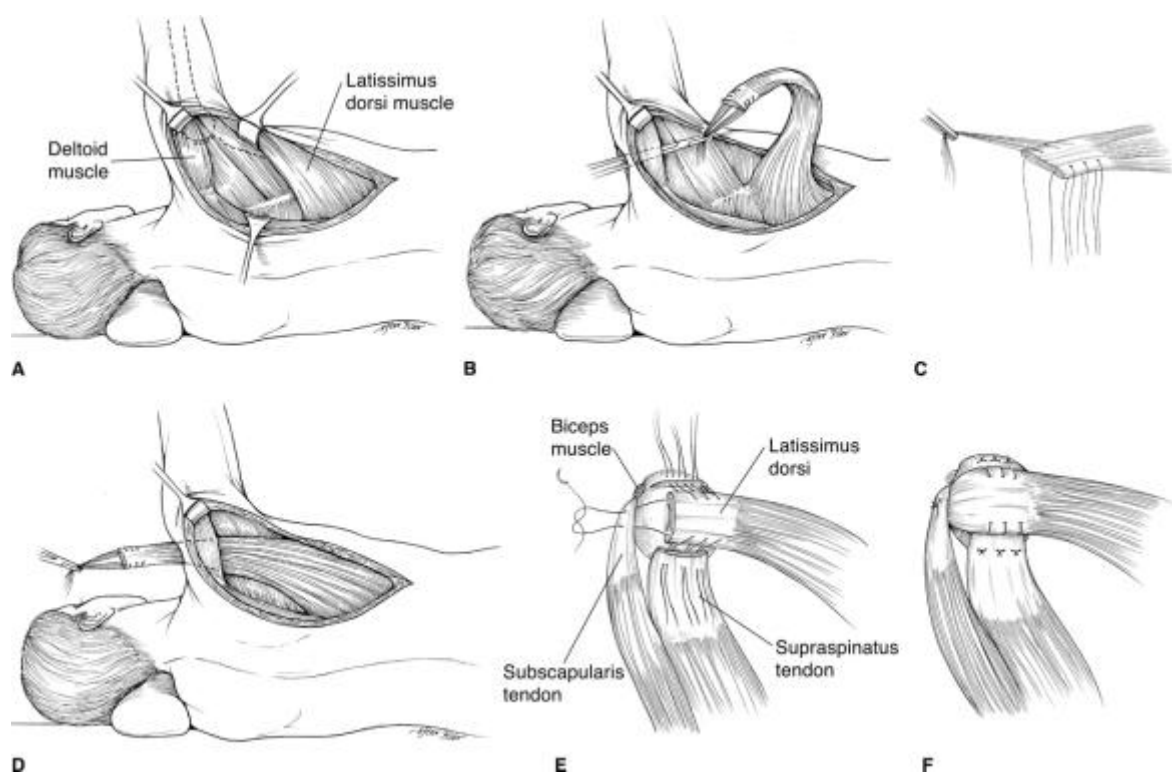 Latissimus
dorsi muscle
Deltoid
muscle
A
B
C
Biceps
muscle
Latissimus
dorsi
Subscapularis
tendon
Supraspinatus
tendon
D
E
F